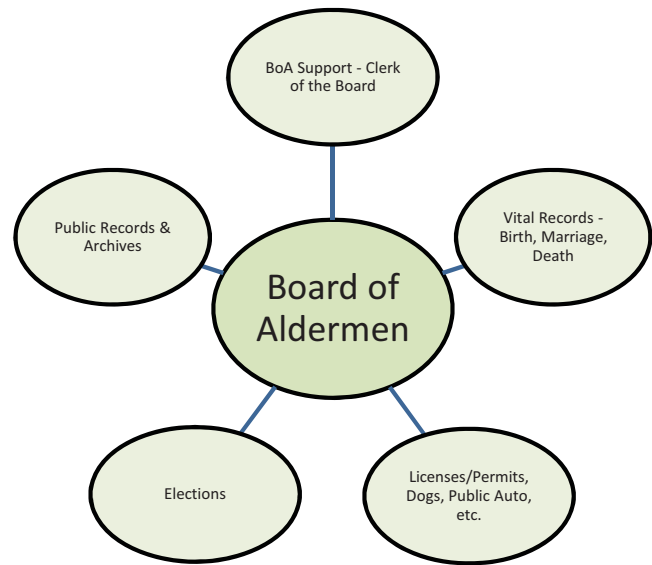 BoA Support - Clerk
of the Board
Public Records &
Archives
Vital Records -
Birth, Marriage,
Death
Board of
Aldermen
Elections
Licenses/Permits,
Dogs, Public Auto,
etc.